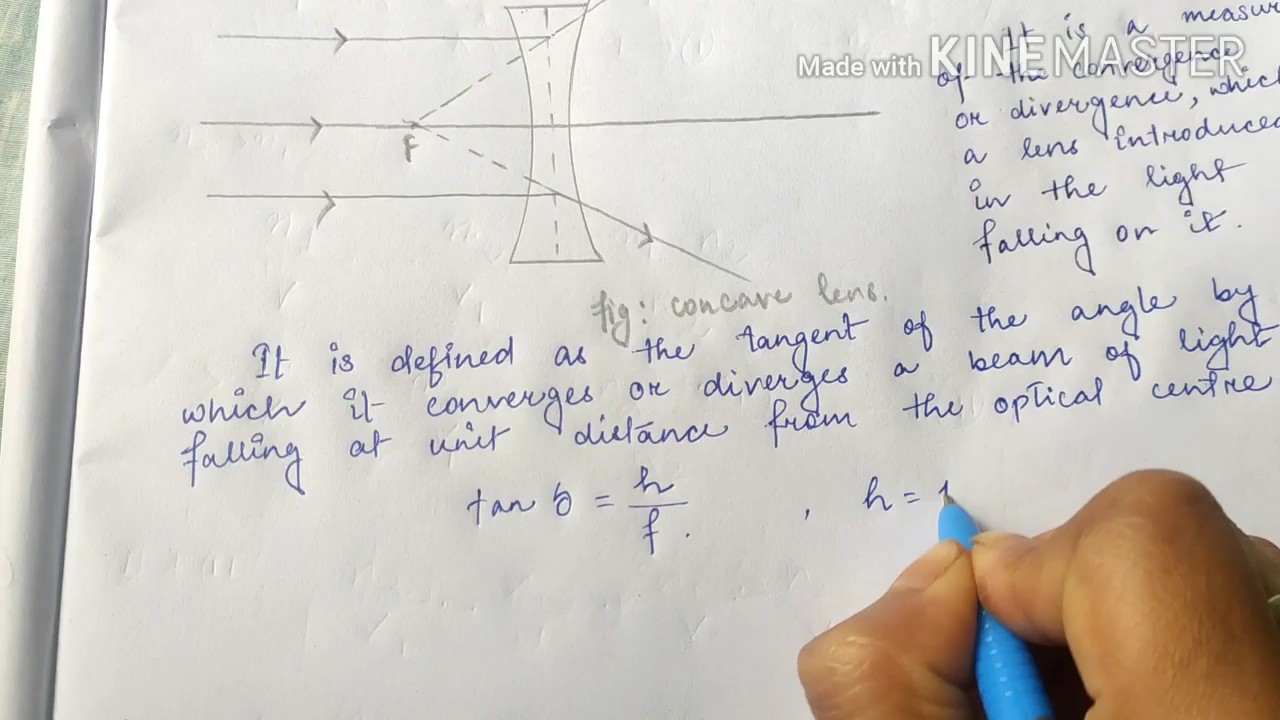 Made with KINEMASTER
It is a measur
of the convergence
or divergence, which
a lens introduced
in the light
falling on it.
F
fig: concave lens.
It is defined as the tangent of the angle by
which it converges or diverges a beam of light
falling at unit distance from the optical centre
tan δ = h/f. , h = 1